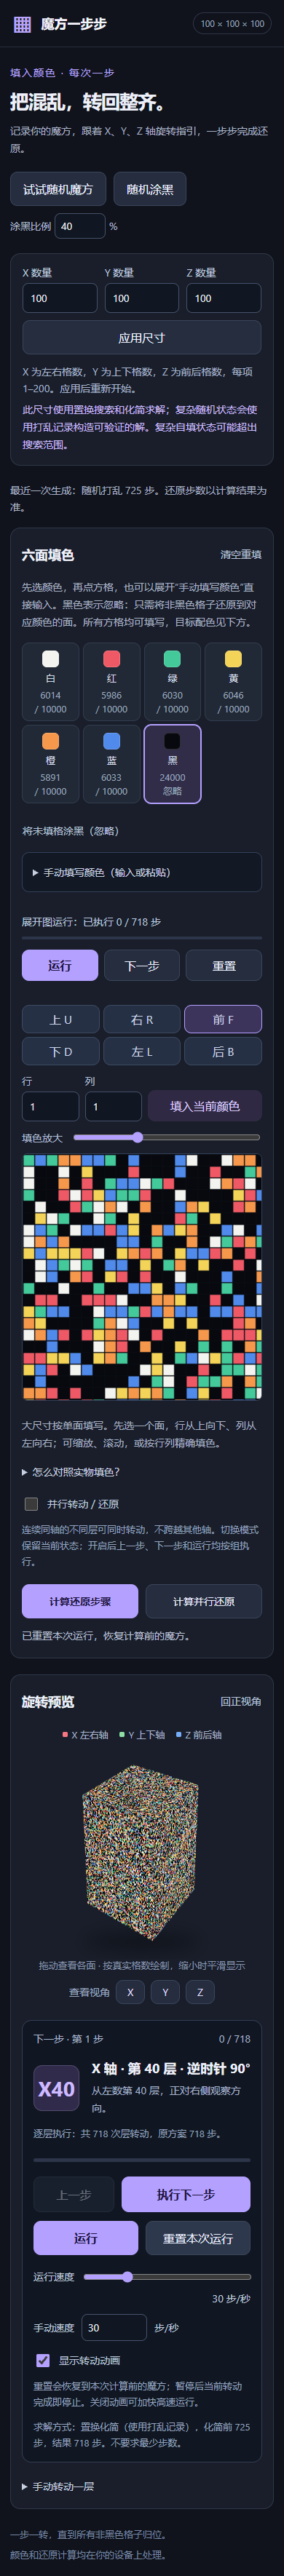 魔方一步步
100 × 100 × 100
填入颜色 · 每次一步
把混乱，转回整齐。
记录你的魔方，跟着 X、Y、Z 轴旋转指引，一步步完成还
原。
试试随机魔方
随机涂黑
涂黑比例 40 %
X 数量 Y 数量 Z 数量
100 100 100
应用尺寸
X 为左右格数，Y 为上下格数，Z 为前后格数，每项
1–200。应用后重新开始。
此尺寸使用置换搜索和化简求解；复杂随机状态会使
用打乱记录构造可验证的解。复杂自填状态可能超出
搜索范围。
最近一次生成：随机打乱 725 步。还原步数以计算结果为
准。
六面填色 清空重填
先选颜色，再点方格，也可以展开“手动填写颜色”直
接输入。黑色表示忽略：只需将非黑色格子还原到对
应颜色的面。所有方格均可填写，目标配色见下方。
白 红 绿 黄
6014 5986 6030 6046
/ 10000 / 10000 / 10000 / 10000
橙 蓝 黑
5891 6033 24000
/ 10000 / 10000 忽略
将未填格涂黑（忽略）
手动填写颜色（输入或粘贴）
展开图运行：已执行 0 / 718 步
运行 下一步 重置
上 U 右 R 前 F
下 D 左 L 后 B
行 列
1 1 填入当前颜色
填色放大
大尺寸按单面填写。先选一个面，行从上向下、列从
左向右；可缩放、滚动，或按行列精确填色。
怎么对照实物填色？
并行转动 / 还原
连续同轴的不同层可同时转动，不跨越其他轴。切换模式
保留当前状态；开启后上一步、下一步和运行均按组执
行。
计算还原步骤 计算并行还原
已重置本次运行，恢复计算前的魔方。
旋转预览 回正视角
X 左右轴 Y 上下轴 Z 前后轴
拖动查看各面 · 按真实格数绘制，缩小时平滑显示
查看视角 X Y Z
下一步 · 第 1 步 0 / 718
X40
X 轴 · 第 40 层 · 逆时针 90°
从左数第 40 层，正对右侧观察方
向。
逐层执行：共 718 次层转动，原方案 718 步。
上一步 执行下一步
运行 重置本次运行
运行速度
30 步/秒
手动速度 30 步/秒
显示转动动画
重置会恢复到本次计算前的魔方；暂停后当前转动
完成即停止。关闭动画可加快高速运行。
求解方式：置换化简（使用打乱记录），化简前 725
步，结果 718 步。不要求最少步数。
手动转动一层
一步一转，直到所有非黑色格子归位。
颜色和还原计算均在你的设备上处理。